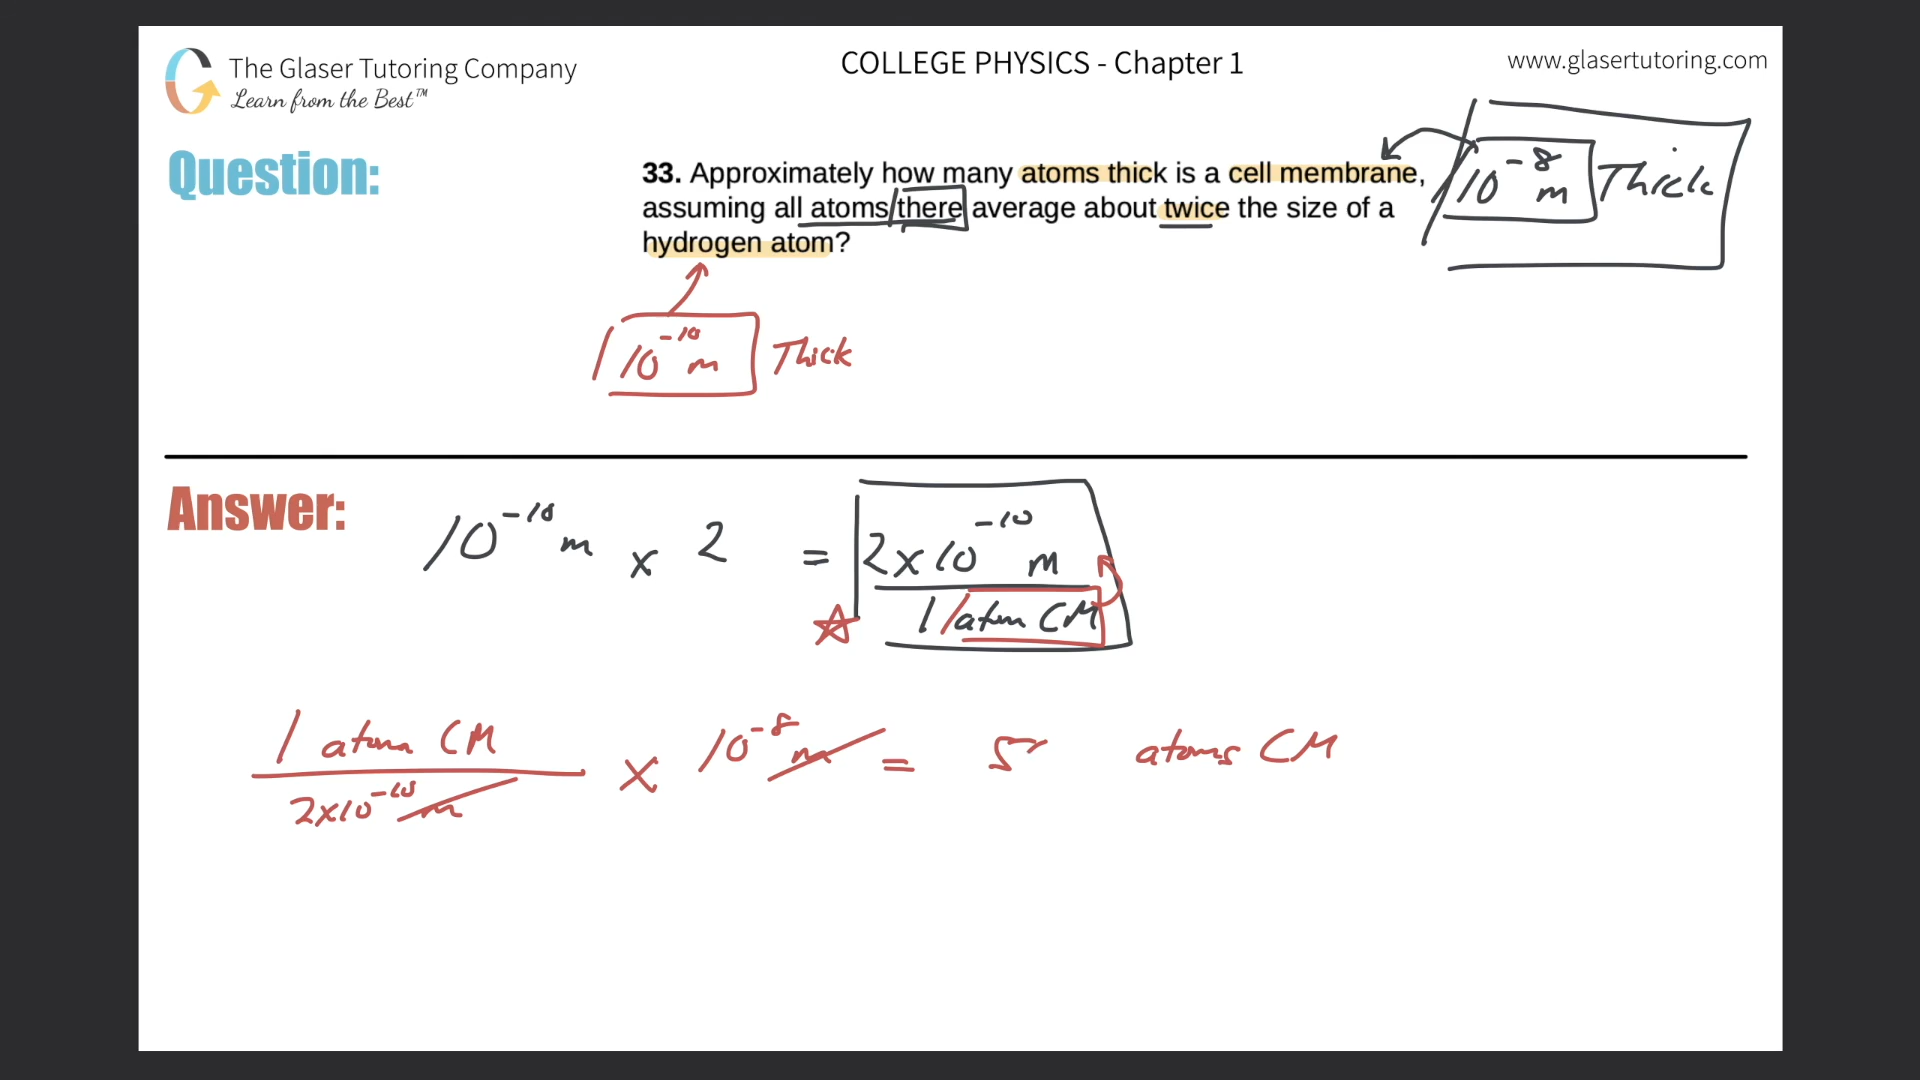 The Glaser Tutoring Company
Learn from the Best™
COLLEGE PHYSICS - Chapter 1
www.glasertutoring.com
Question:
33. Approximately how many atoms thick is a cell membrane,
assuming all atoms there average about twice the size of a
hydrogen atom?
10⁻⁸ m Thick
10⁻¹⁰ m Thick
Answer:
10⁻¹⁰ m x 2 = 2x10⁻¹⁰ m
1 atom CM
1 atom CM
2x10⁻¹⁰ m
x 10⁻⁸ m = 5 atoms CM